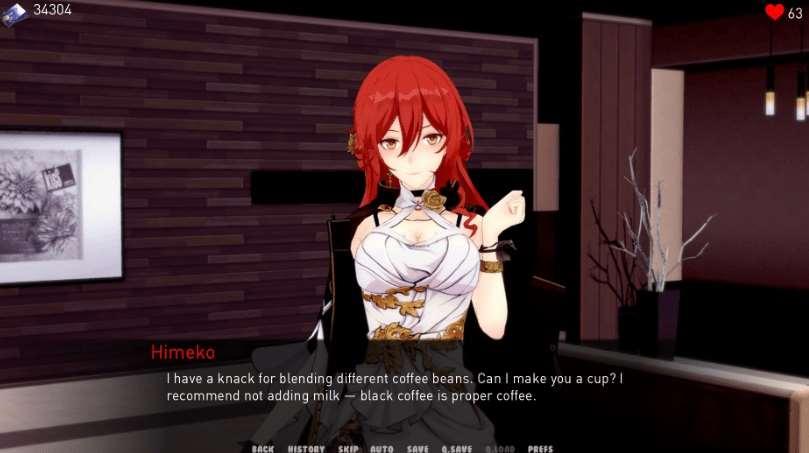 34304
63
Himeko
I have a knack for blending different coffee beans. Can I make you a cup? I
recommend not adding milk — black coffee is proper coffee.
BACK HISTORY SKIP AUTO SAVE Q.SAVE Q.LOAD PREFS